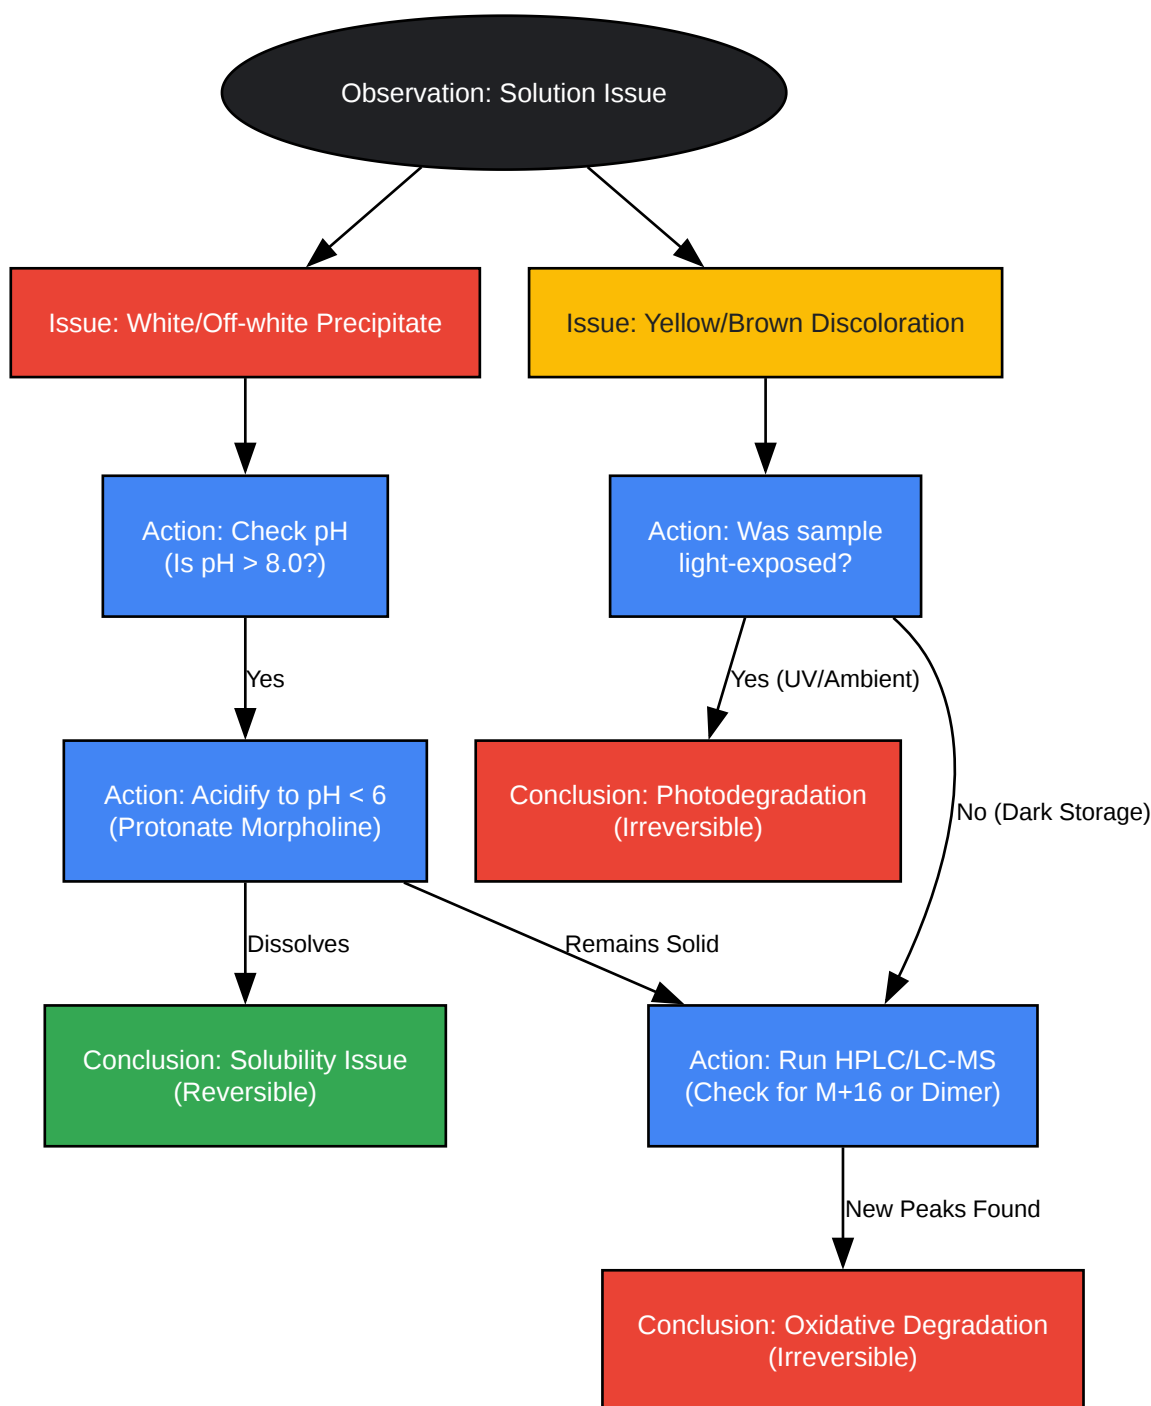 Observation: Solution Issue
Issue: White/Off-white Precipitate
Issue: Yellow/Brown Discoloration
Action: Check pH
(Is pH > 8.0?)
Action: Was sample
light-exposed?
Yes
Yes (UV/Ambient)
Action: Acidify to pH < 6
(Protonate Morpholine)
Conclusion: Photodegradation
(Irreversible)
No (Dark Storage)
Dissolves
Remains Solid
Conclusion: Solubility Issue
(Reversible)
Action: Run HPLC/LC-MS
(Check for M+16 or Dimer)
New Peaks Found
Conclusion: Oxidative Degradation
(Irreversible)